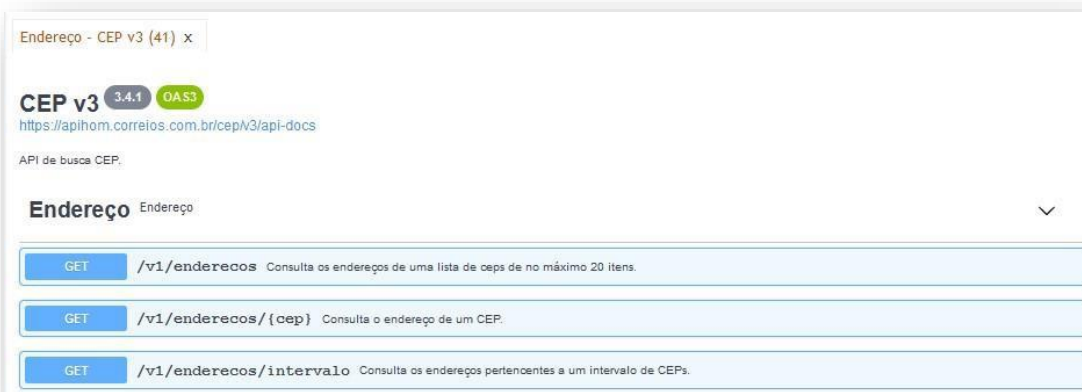 Endereço - CEP v3 (41) x
CEP v3 3.4.1 OAS3
https://apihom.correios.com.br/cep/v3/api-docs
API de busca CEP.
Endereço Endereço
GET /v1/enderecos Consulta os endereços de uma lista de ceps de no máximo 20 itens.
GET /v1/enderecos/{cep} Consulta o endereço de um CEP.
GET /v1/enderecos/intervalo Consulta os endereços pertencentes a um intervalo de CEPs.